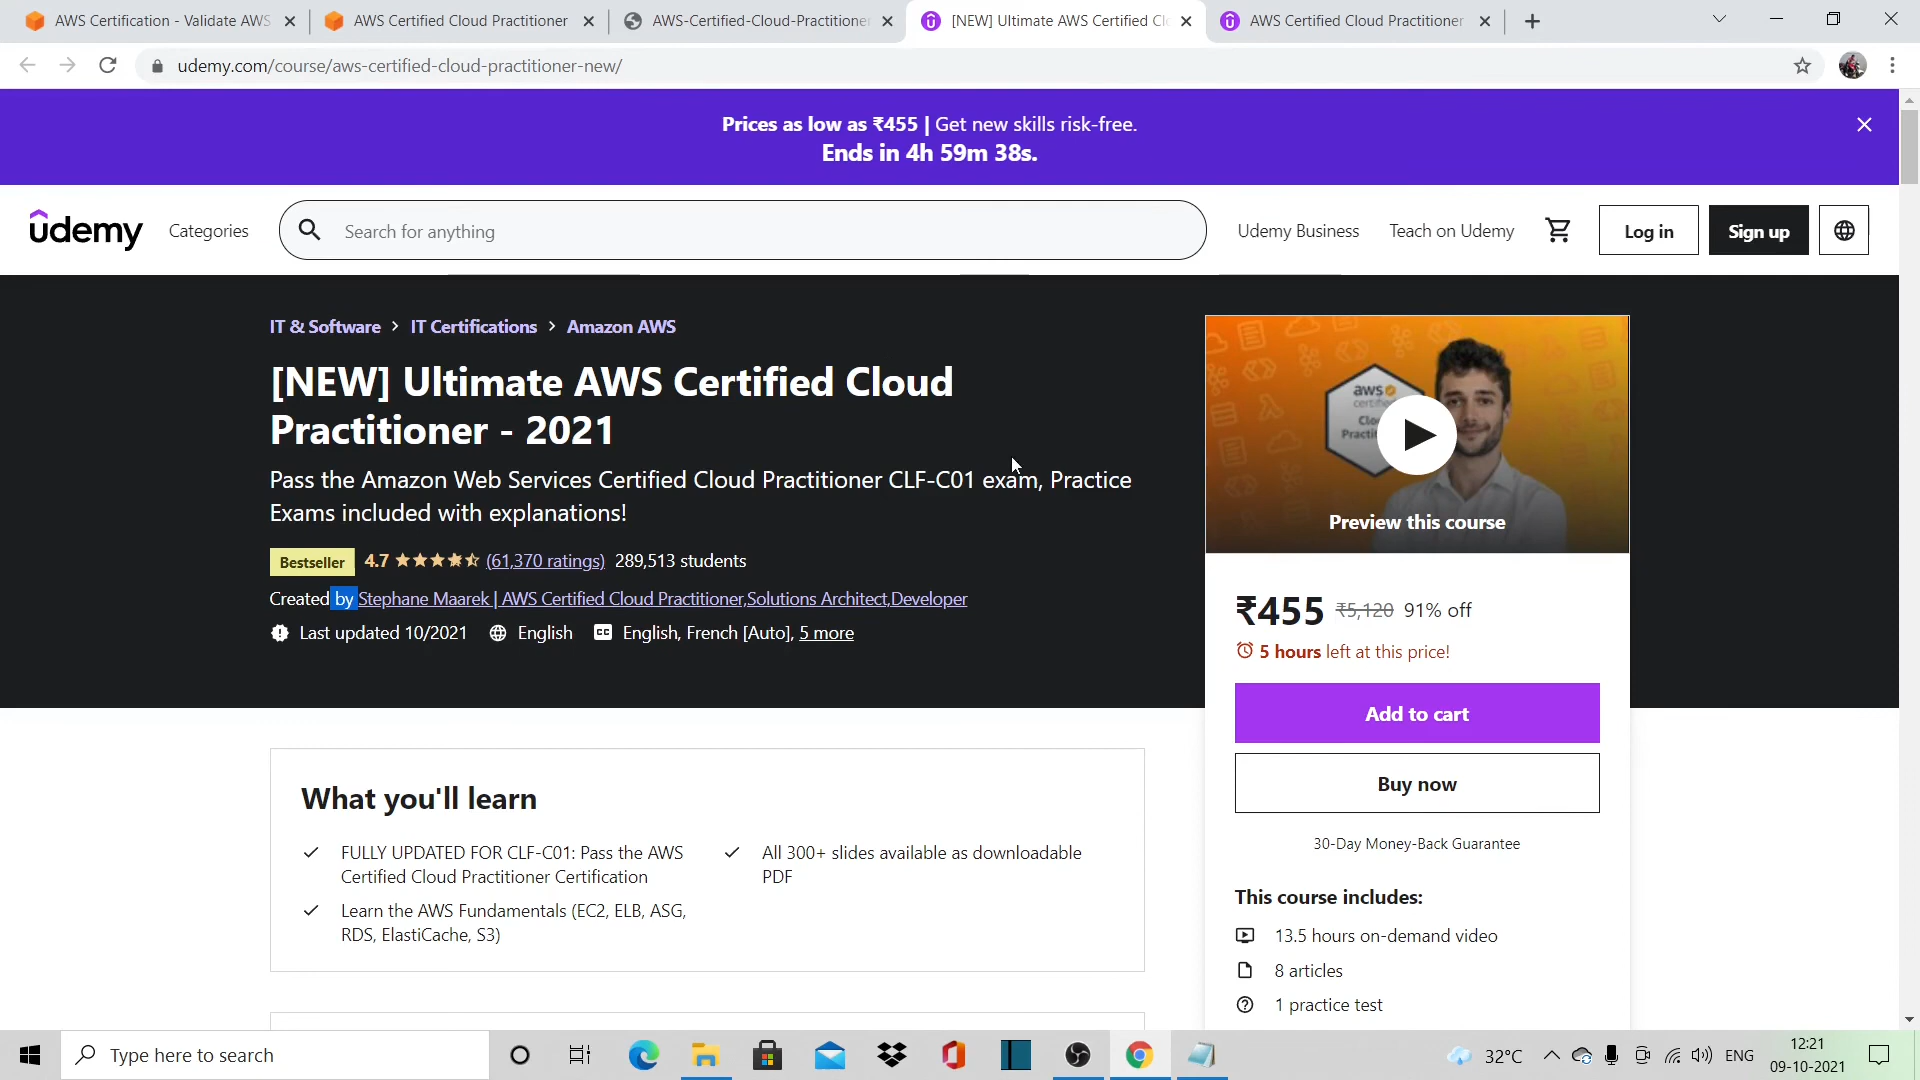 AWS Certification - Validate AWS
AWS Certified Cloud Practitioner
AWS-Certified-Cloud-Practitioner
[NEW] Ultimate AWS Certified Cl
AWS Certified Cloud Practitioner
udemy.com/course/aws-certified-cloud-practitioner-new/
Prices as low as ₹455 | Get new skills risk-free.
Ends in 4h 59m 38s.
udemy
Categories
Search for anything
Udemy Business
Teach on Udemy
Log in
Sign up
IT & Software > IT Certifications > Amazon AWS
[NEW] Ultimate AWS Certified Cloud
Practitioner - 2021
Pass the Amazon Web Services Certified Cloud Practitioner CLF-C01 exam, Practice
Exams included with explanations!
Bestseller 4.7 (61,370 ratings) 289,513 students
Created by Stephane Maarek | AWS Certified Cloud Practitioner,Solutions Architect,Developer
Last updated 10/2021 English CC English, French [Auto], 5 more
aws
Preview this course
₹455 ₹5,120 91% off
5 hours left at this price!
Add to cart
Buy now
30-Day Money-Back Guarantee
This course includes:
13.5 hours on-demand video
8 articles
1 practice test
What you'll learn
FULLY UPDATED FOR CLF-C01: Pass the AWS
Certified Cloud Practitioner Certification
Learn the AWS Fundamentals (EC2, ELB, ASG,
RDS, ElastiCache, S3)
All 300+ slides available as downloadable
PDF
Type here to search
32°C
ENG
12:21
09-10-2021